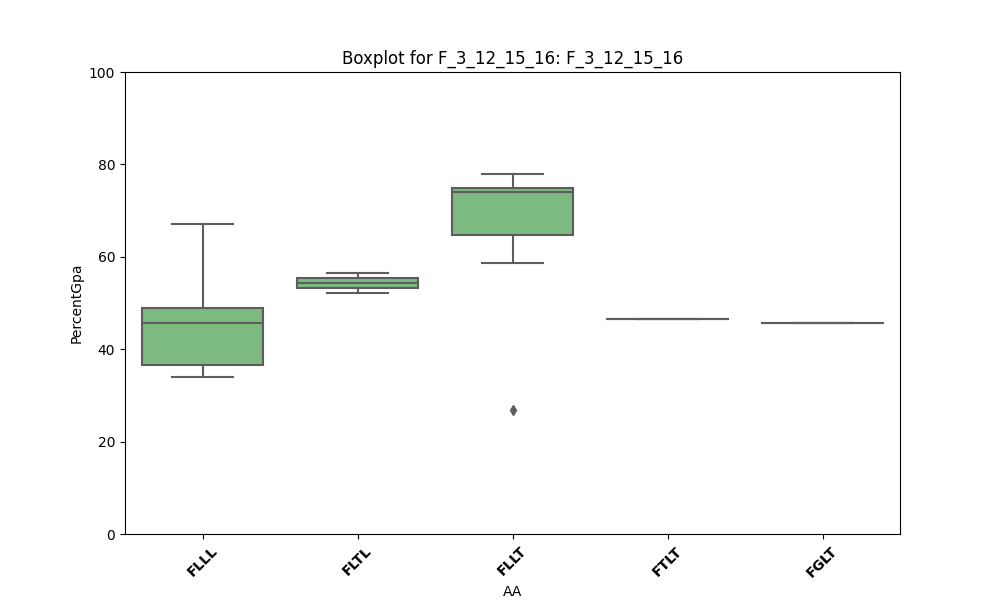 Boxplot for F_3_12_15_16: F_3_12_15_16
100
80
60
40
20
0
PercentGpa
FLLL
FLTL
FLLT
FTLT
FGLT
AA